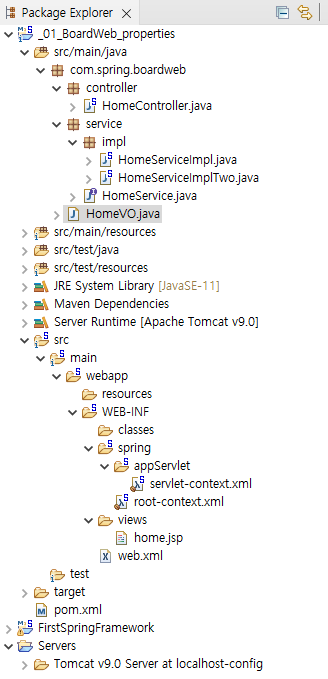 Package Explorer
_01_BoardWeb_properties
src/main/java
com.spring.boardweb
controller
HomeController.java
service
impl
HomeServiceImpl.java
HomeServiceImplTwo.java
HomeService.java
HomeVO.java
src/main/resources
src/test/java
src/test/resources
JRE System Library [JavaSE-11]
Maven Dependencies
Server Runtime [Apache Tomcat v9.0]
src
main
webapp
resources
WEB-INF
classes
spring
appServlet
servlet-context.xml
root-context.xml
views
home.jsp
web.xml
test
target
pom.xml
FirstSpringFramework
Servers
Tomcat v9.0 Server at localhost-config